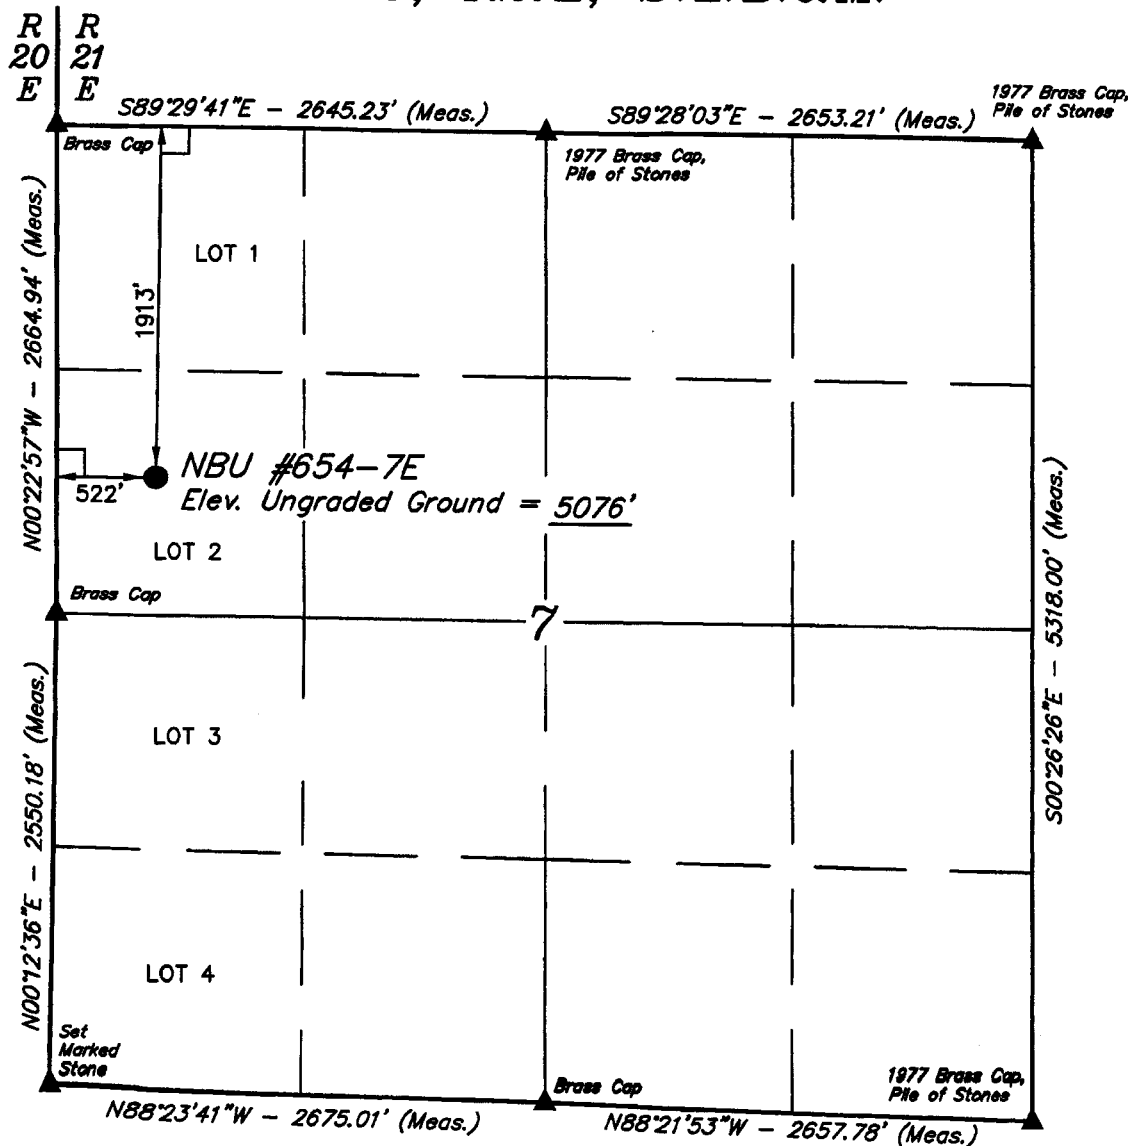 R R
20 21
E E
S89°29'41"E - 2645.23' (Meas.)
S89°28'03"E - 2653.21' (Meas.)
1977 Brass Cap,
Pile of Stones
Brass Cap
1977 Brass Cap,
Pile of Stones
N00°22'57"W - 2664.94' (Meas.)
LOT 1
1913'
522'
NBU #654-7E
Elev. Ungraded Ground = 5076'
LOT 2
Brass Cap
7
S00°26'26"E - 5318.00' (Meas.)
N00°12'36"E - 2550.18' (Meas.)
LOT 3
LOT 4
Set
Marked
Stone
Brass Cap
1977 Brass Cap,
Pile of Stones
N88°23'41"W - 2675.01' (Meas.)
N88°21'53"W - 2657.78' (Meas.)